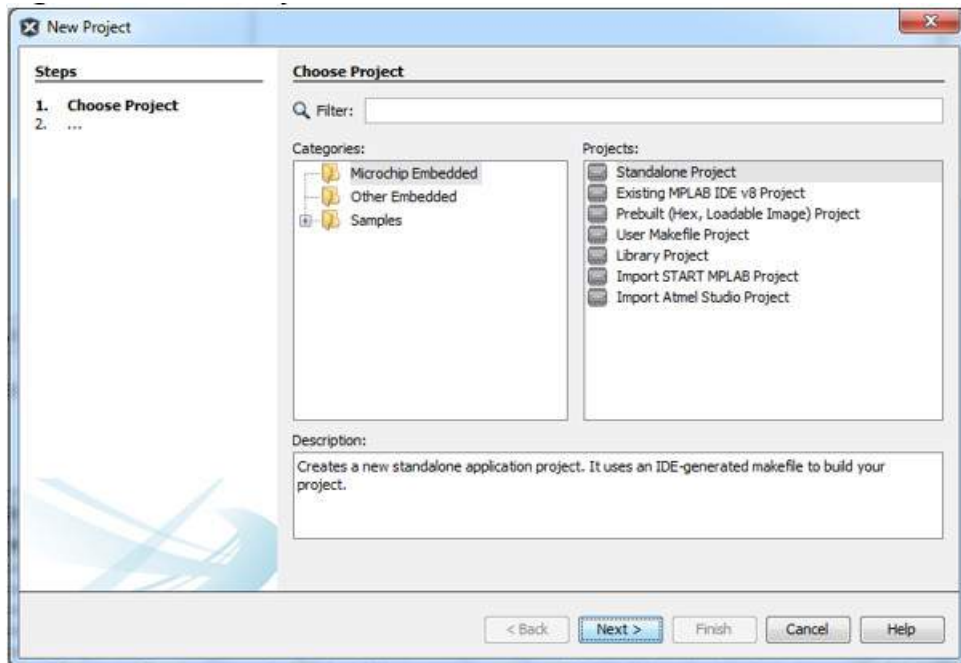 New Project
Steps
1. Choose Project
2. ...
Choose Project
Filter:
Categories:
Microchip Embedded
Other Embedded
Samples
Projects:
Standalone Project
Existing MPLAB IDE v8 Project
Prebuilt (Hex, Loadable Image) Project
User Makefile Project
Library Project
Import START MPLAB Project
Import Atmel Studio Project
Description:
Creates a new standalone application project. It uses an IDE-generated makefile to build your
project.
< Back
Next >
Finish
Cancel
Help